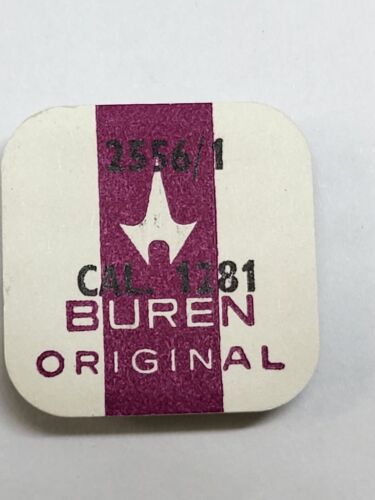 2556/1
CAL. 1281
BUREN
ORIGINAL